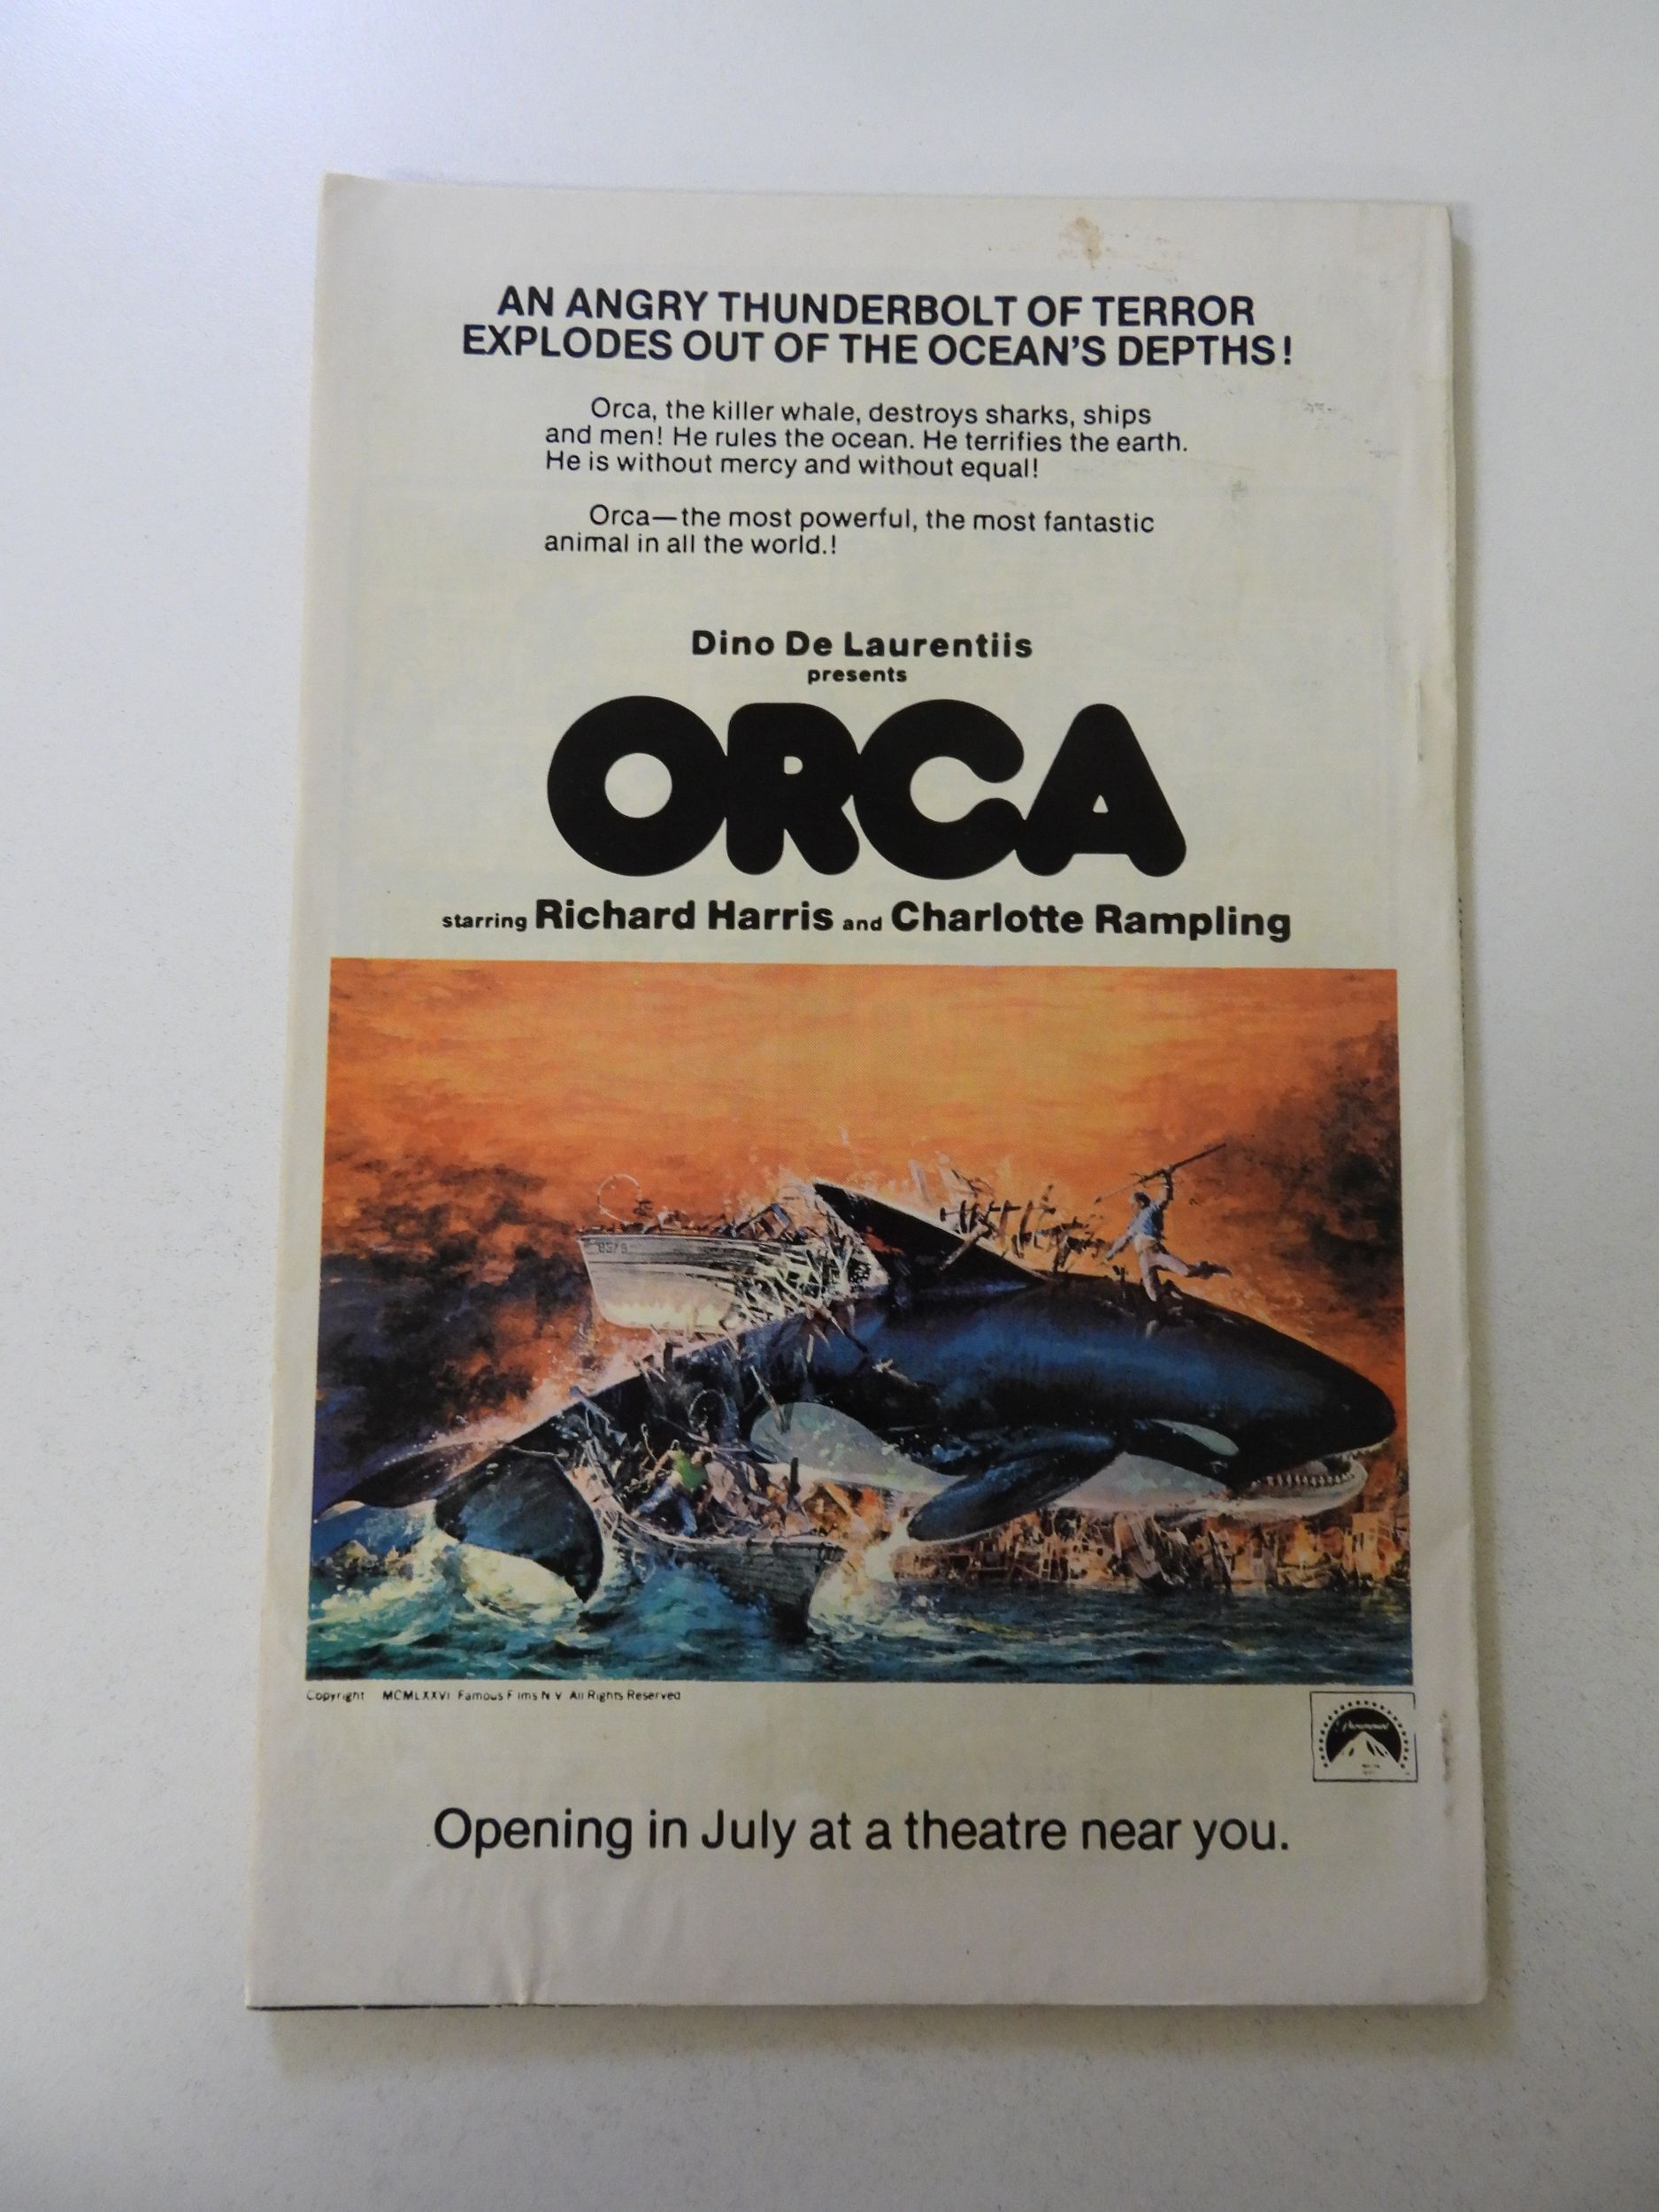 AN ANGRY THUNDERBOLT OF TERROR
EXPLODES OUT OF THE OCEAN'S DEPTHS!
Orca, the killer whale, destroys sharks, ships
and men! He rules the ocean. He terrifies the earth.
He is without mercy and without equal!
Orca—the most powerful, the most fantastic
animal in all the world.!
Dino De Laurentiis
presents
ORCA
starring Richard Harris and Charlotte Rampling
Copyright MCMLXXVI Famous Films N V All Rights Reserved
Paramount
Opening in July at a theatre near you.